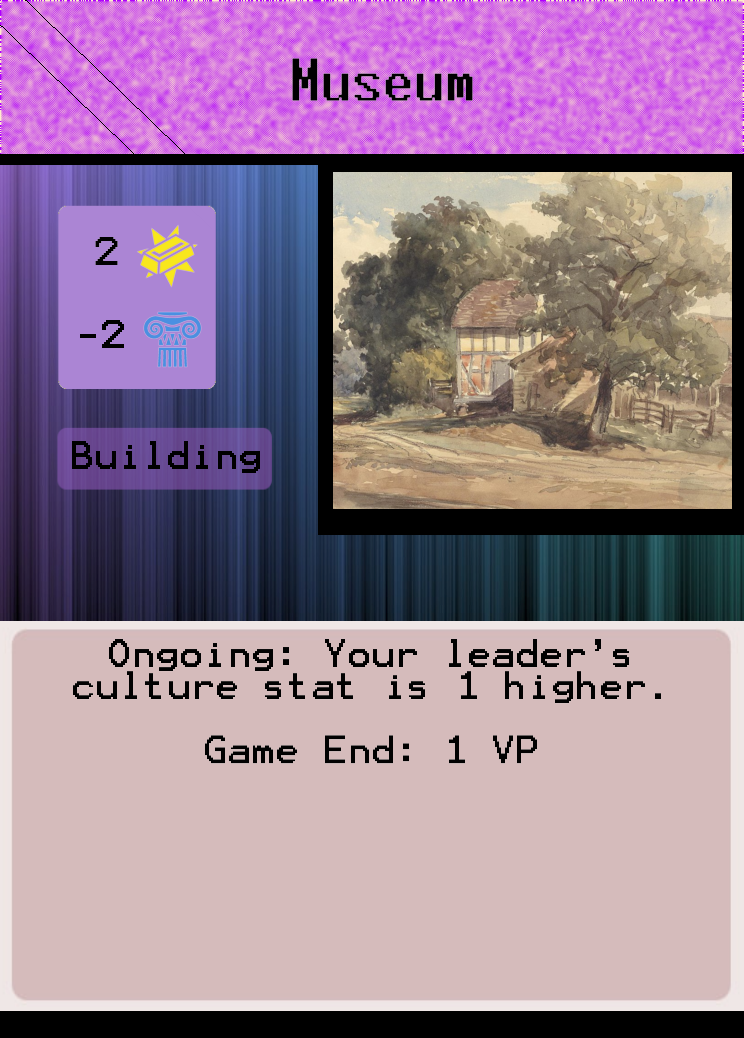 Museum
2
-2
Building
Ongoing: Your leader's
culture stat is 1 higher.
Game End: 1 VP